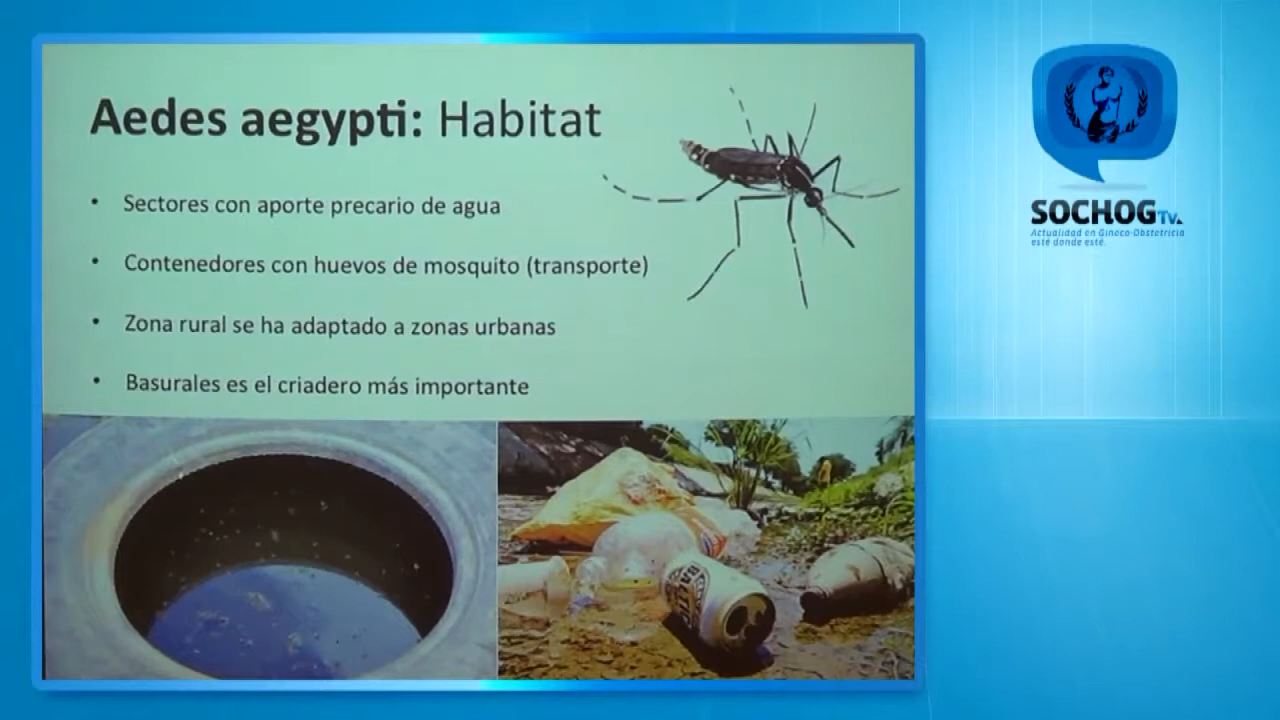 Aedes aegypti: Habitat
• Sectores con aporte precario de agua
• Contenedores con huevos de mosquito (transporte)
• Zona rural se ha adaptado a zonas urbanas
• Basurales es el criadero más importante
SOCHOG Tv.
Actualidad en Gineco-Obstetricia
esté donde esté.